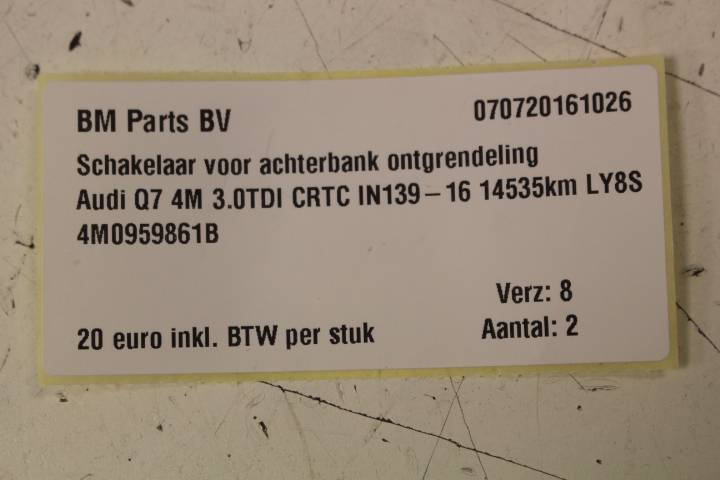 BM Parts BV 070720161026
Schakelaar voor achterbank ontgrendeling
Audi Q7 4M 3.0TDI CRTC IN139–16 14535km LY8S
4M0959861B
Verz: 8
20 euro inkl. BTW per stuk Aantal: 2